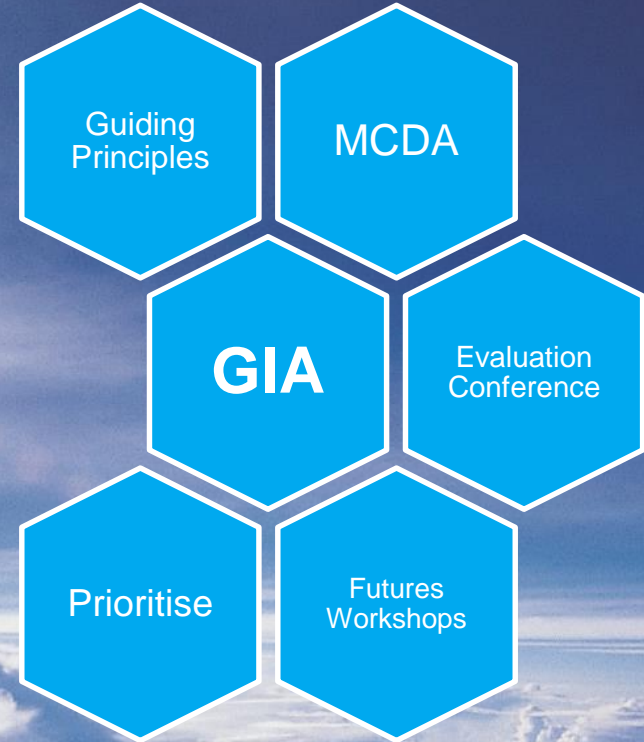 Guiding
Principles
MCDA
GIA
Evaluation
Conference
Prioritise
Futures
Workshops